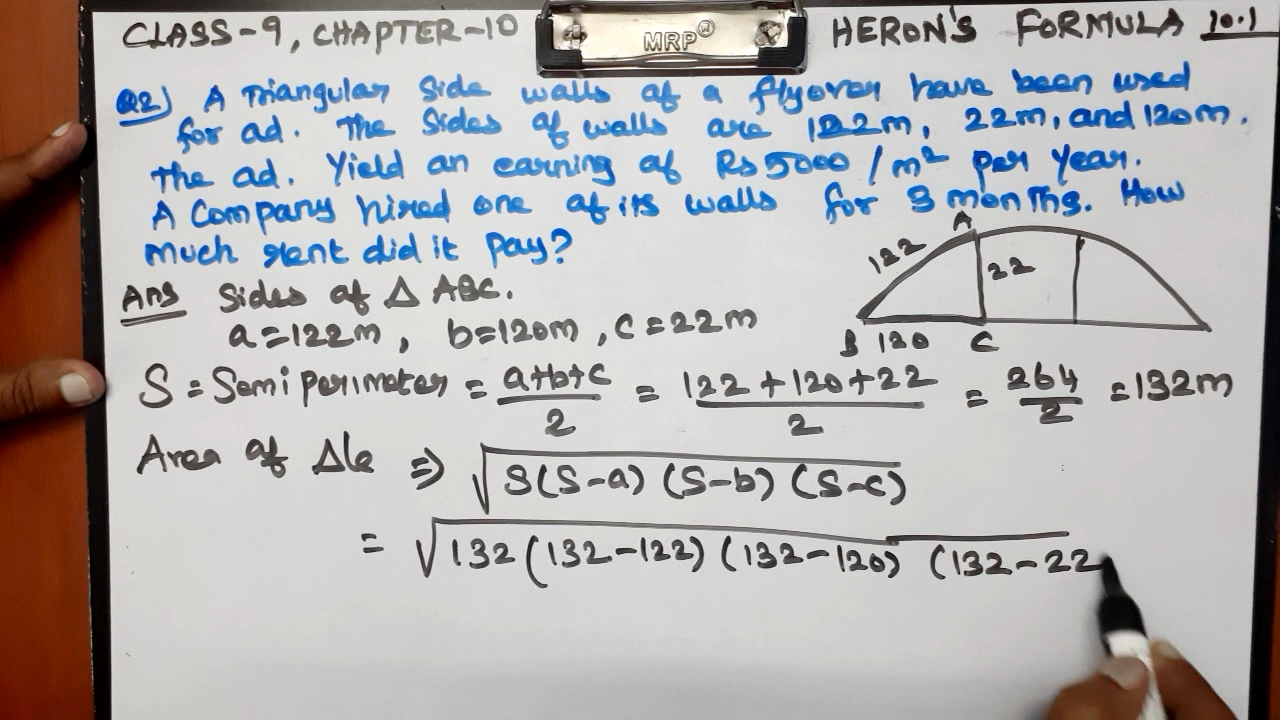 CLASS-9, CHAPTER-10 MRP® HERON'S FORMULA 10.1
Q2) A Triangular Side walls of a flyover have been used
for ad. The Sides of walls are 122m, 22m, and 120m.
The ad. Yield an earning of Rs 5000/m² per year.
A Company hired one of its walls for 3 months. How
much rent did it pay?
A
122
22
B 120 C
Ans Sides of Δ ABC.
a=122m, b=120m, c=22m
S = Semi perimeter = a+b+c/2 = 122+120+22/2 = 264/2 = 132m
Area of Δle ⇒ √S(S-a)(S-b)(S-c)
= √132(132-122)(132-120)(132-22